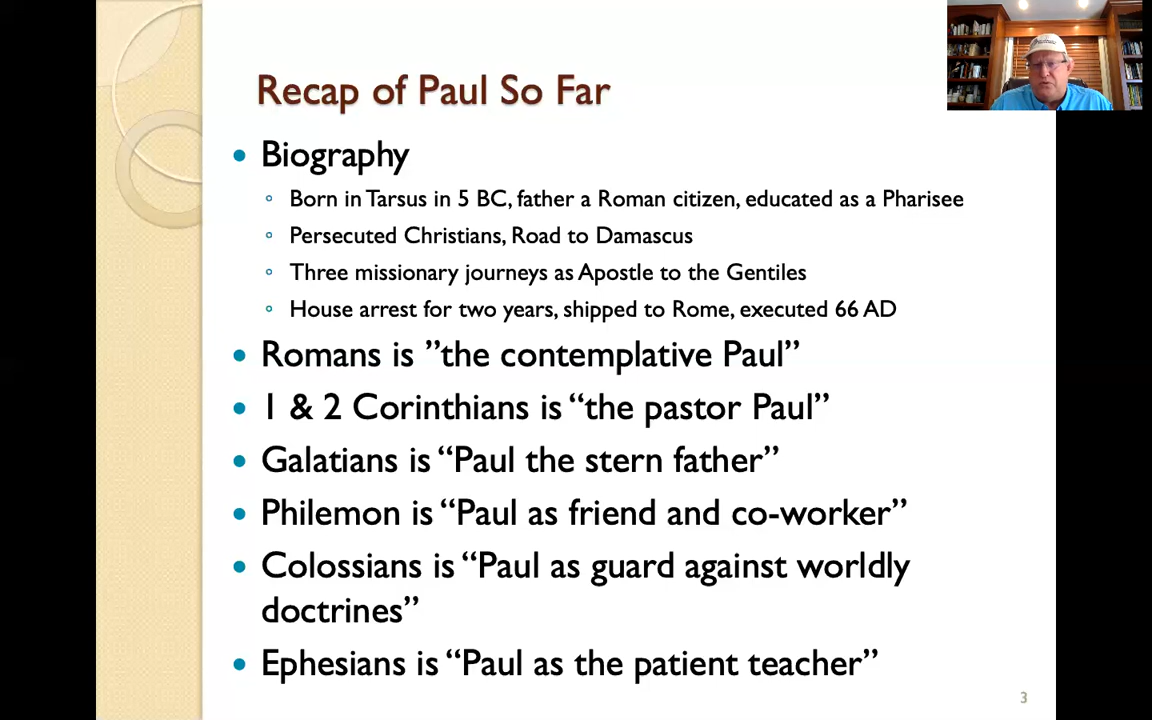 Recap of Paul So Far
• Biography
◦ Born in Tarsus in 5 BC, father a Roman citizen, educated as a Pharisee
◦ Persecuted Christians, Road to Damascus
◦ Three missionary journeys as Apostle to the Gentiles
◦ House arrest for two years, shipped to Rome, executed 66 AD
• Romans is ”the contemplative Paul”
• 1 & 2 Corinthians is “the pastor Paul”
• Galatians is “Paul the stern father”
• Philemon is “Paul as friend and co-worker”
• Colossians is “Paul as guard against worldly
doctrines”
• Ephesians is “Paul as the patient teacher”
3